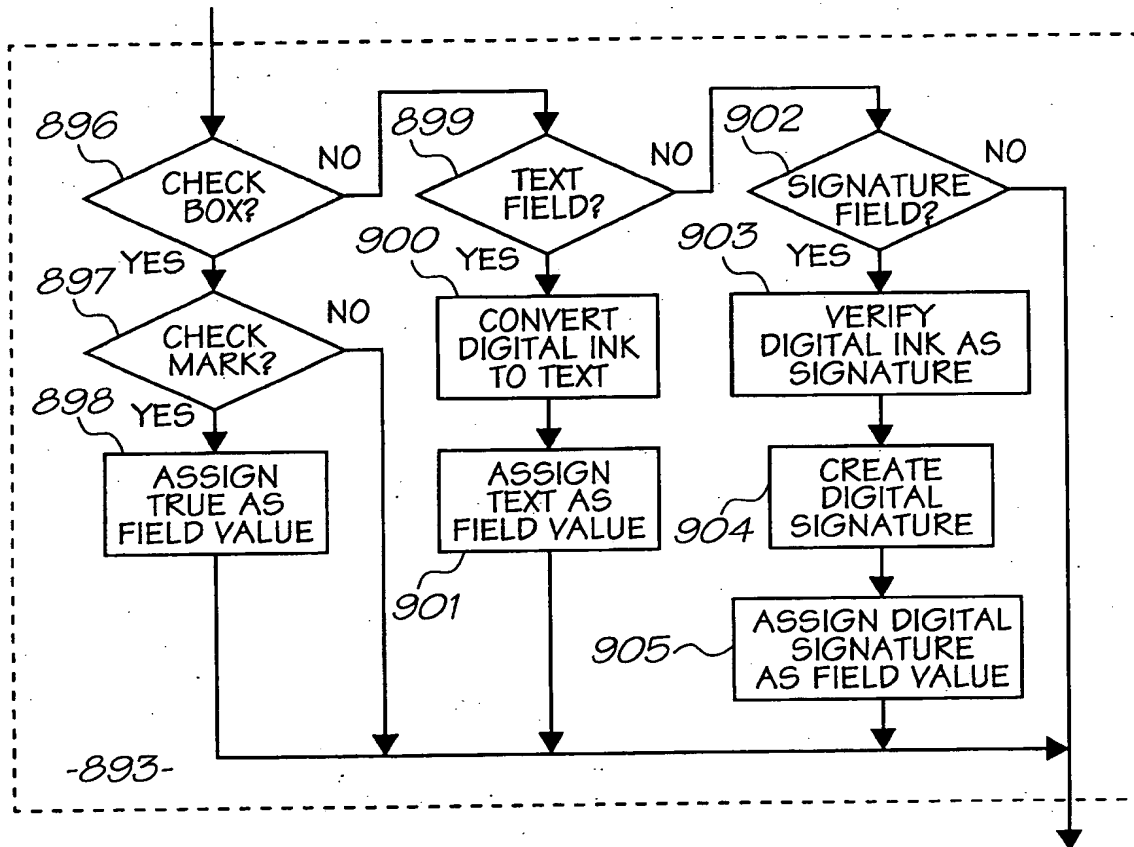 896
CHECK
BOX?
NO
YES
897
CHECK
MARK?
NO
YES
898
ASSIGN
TRUE AS
FIELD VALUE
899
TEXT
FIELD?
NO
YES
900
CONVERT
DIGITAL INK
TO TEXT
ASSIGN
TEXT AS
FIELD VALUE
901
902
SIGNATURE
FIELD?
NO
YES
903
VERIFY
DIGITAL INK AS
SIGNATURE
CREATE
DIGITAL
SIGNATURE
904
ASSIGN DIGITAL
SIGNATURE
AS FIELD VALUE
905
-893-